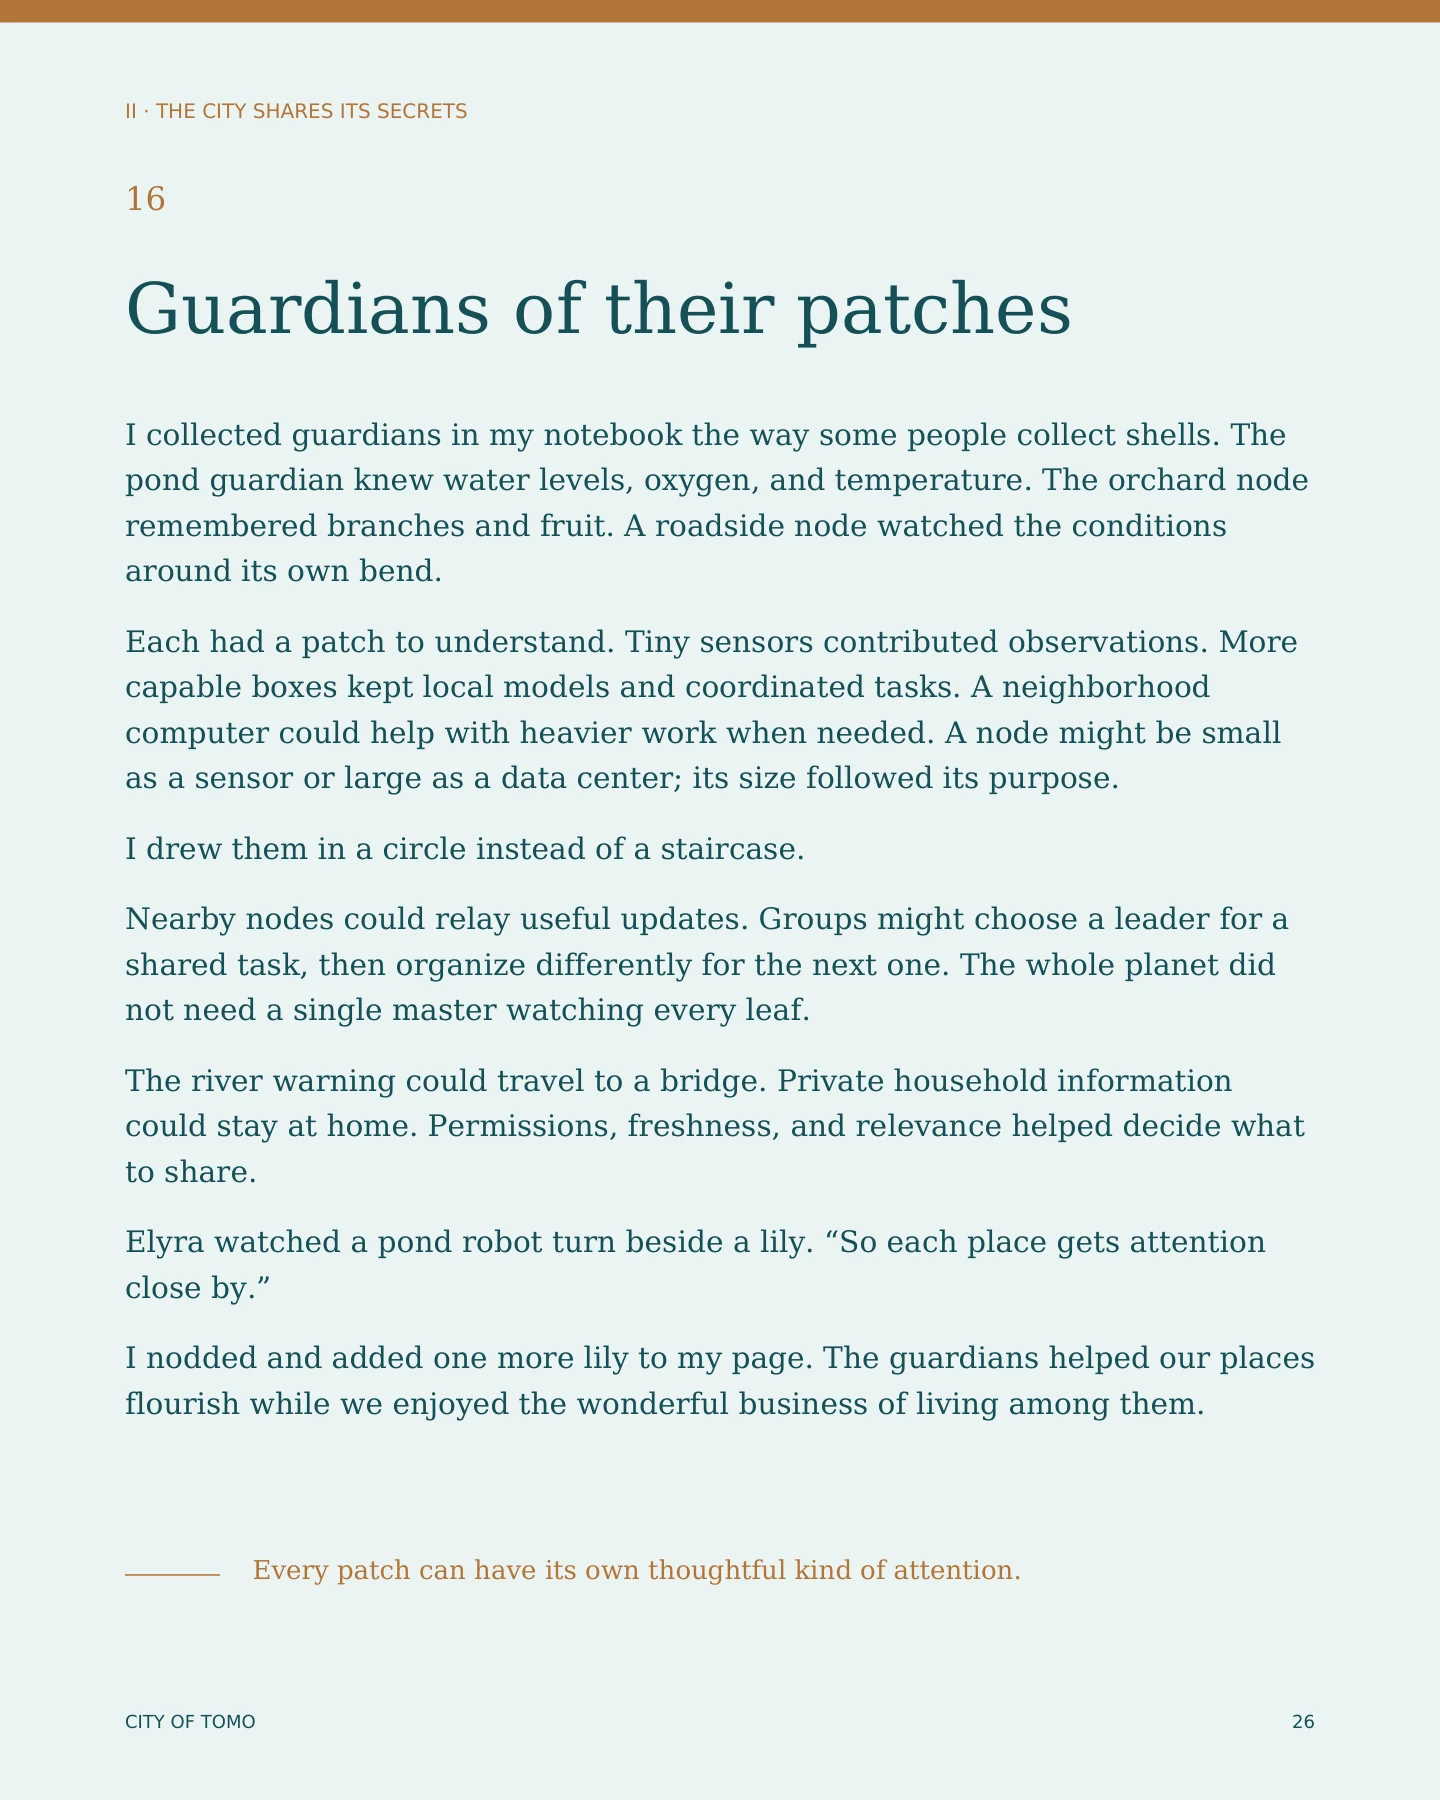 II · THE CITY SHARES ITS SECRETS
16
Guardians of their patches
I collected guardians in my notebook the way some people collect shells. The
pond guardian knew water levels, oxygen, and temperature. The orchard node
remembered branches and fruit. A roadside node watched the conditions
around its own bend.
Each had a patch to understand. Tiny sensors contributed observations. More
capable boxes kept local models and coordinated tasks. A neighborhood
computer could help with heavier work when needed. A node might be small
as a sensor or large as a data center; its size followed its purpose.
I drew them in a circle instead of a staircase.
Nearby nodes could relay useful updates. Groups might choose a leader for a
shared task, then organize differently for the next one. The whole planet did
not need a single master watching every leaf.
The river warning could travel to a bridge. Private household information
could stay at home. Permissions, freshness, and relevance helped decide what
to share.
Elyra watched a pond robot turn beside a lily. “So each place gets attention
close by.”
I nodded and added one more lily to my page. The guardians helped our places
flourish while we enjoyed the wonderful business of living among them.
Every patch can have its own thoughtful kind of attention.
CITY OF TOMO
26